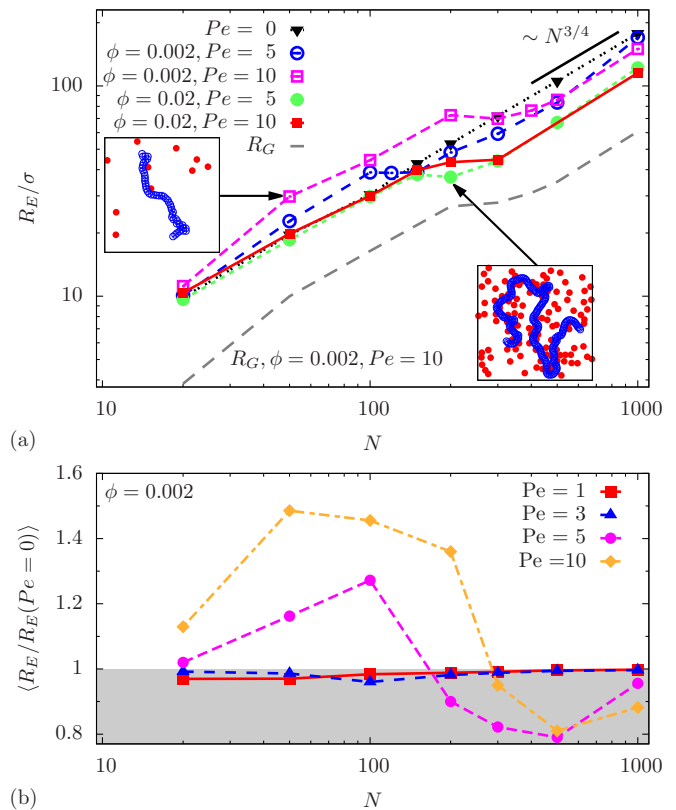 Pe = 0
ϕ = 0.002, Pe = 5
ϕ = 0.002, Pe = 10
ϕ = 0.02, Pe = 5
ϕ = 0.02, Pe = 10
R_G
∼ N^{3/4}
100
10
R_E/σ
R_G, ϕ = 0.002, Pe = 10
10
100
1000
N
(a)
ϕ = 0.002
Pe = 1
Pe = 3
Pe = 5
Pe =10
1.6
1.4
1.2
1
0.8
⟨R_E/R_E(Pe = 0)⟩
10
100
1000
N
(b)